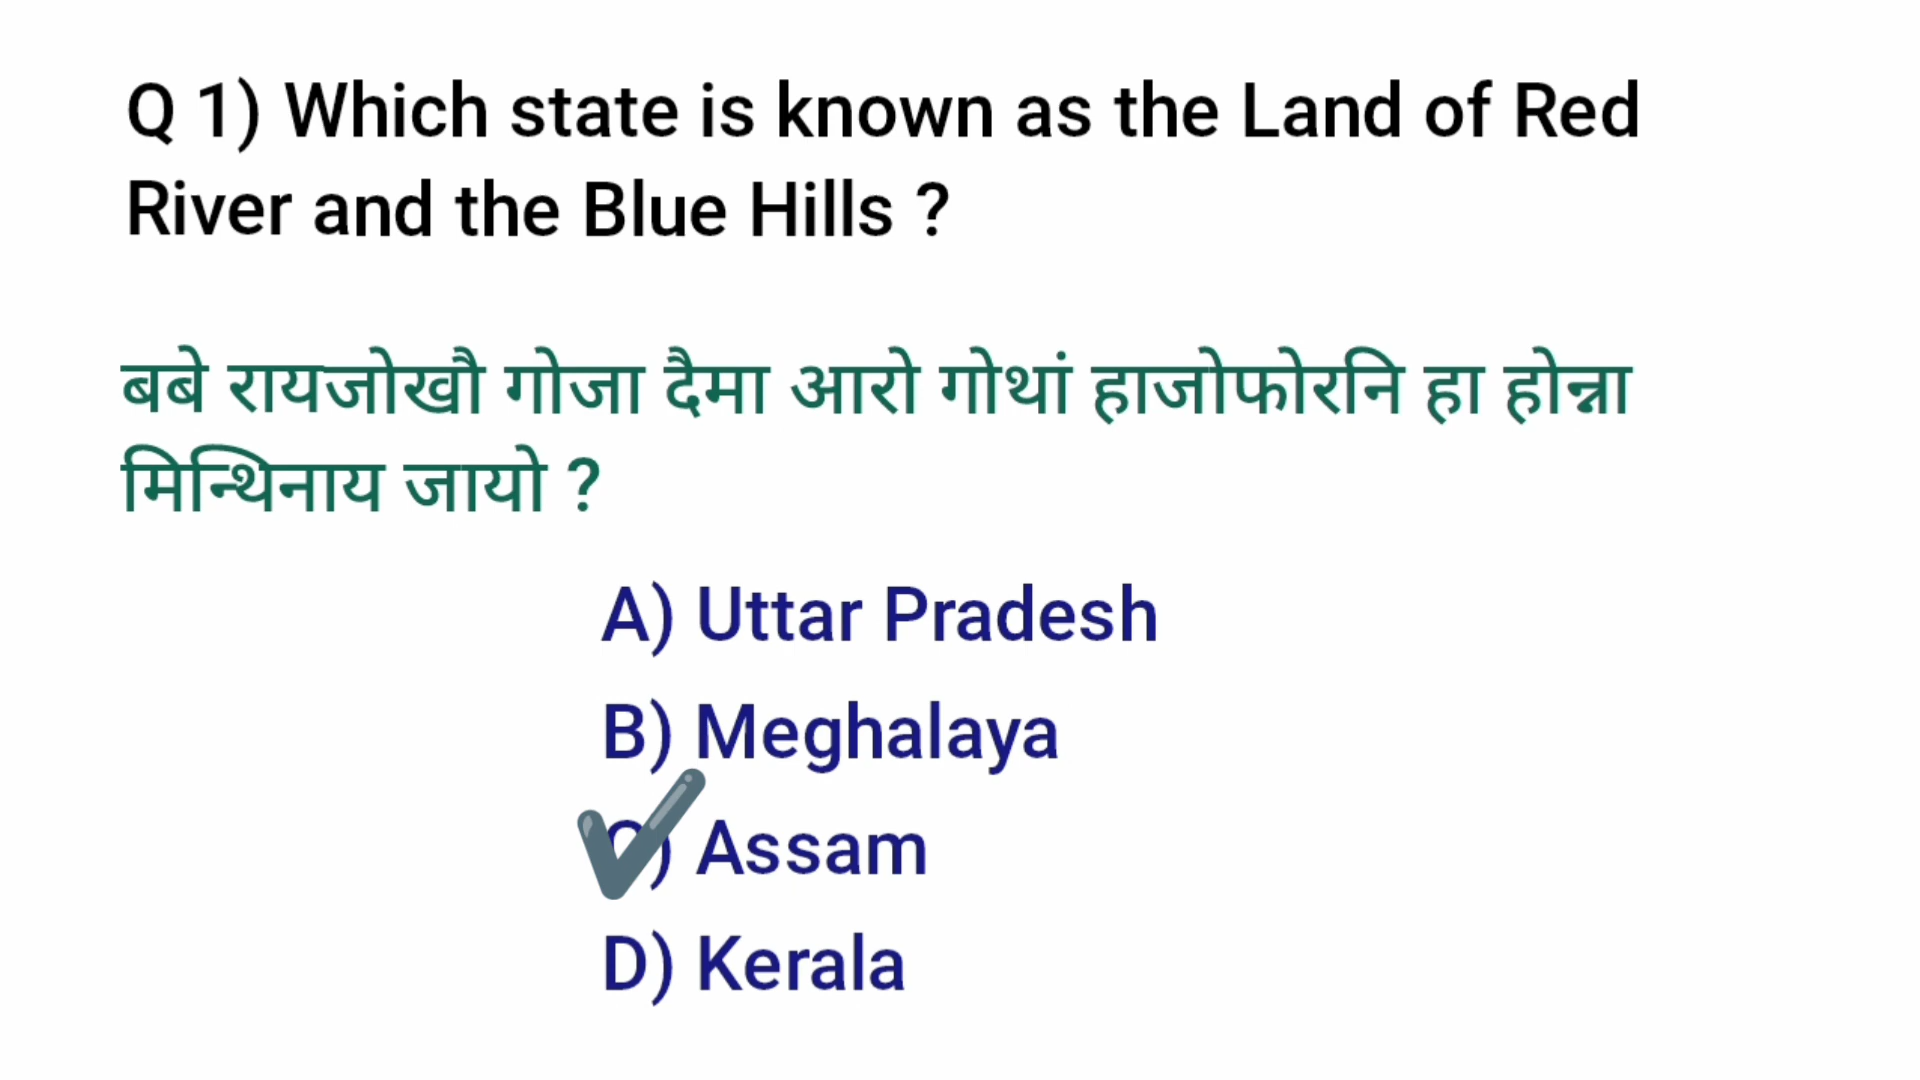 Q 1) Which state is known as the Land of Red
River and the Blue Hills ?
बबे रायजोखौ गोजा दैमा आरो गोथां हाजोफोरनि हा होन्ना
मिन्थिनाय जायो ?
A) Uttar Pradesh
B) Meghalaya
C) Assam
D) Kerala